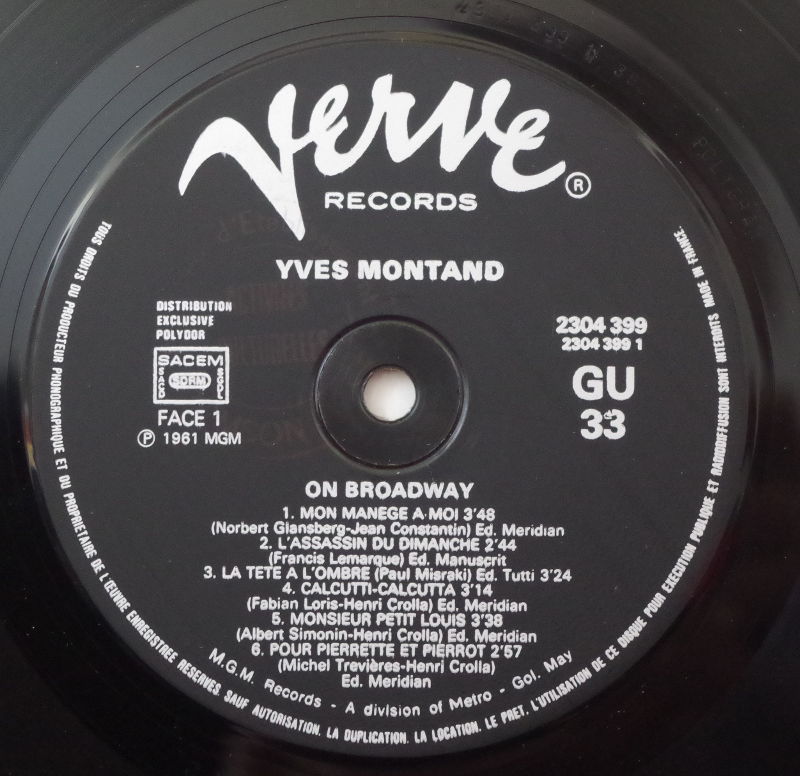 Verve ®
RECORDS
YVES MONTAND
DISTRIBUTION
EXCLUSIVE
POLYDOR
SACEM
SACD SDRM SGDL
FACE 1
℗ 1961 MGM
2304 399
2304 399 1
GU
33
ON BROADWAY
1. MON MANEGE A MOI 3'48
(Norbert Glansberg-Jean Constantin) Ed. Meridian
2. L'ASSASSIN DU DIMANCHE 2'44
(Francis Lemarque) Ed. Manuscrit
3. LA TETE A L'OMBRE (Paul Misraki) Ed. Tutti 3'24
4. CALCUTTI-CALCUTTA 3'14
(Fabian Loris-Henri Crolla) Ed. Meridian
5. MONSIEUR PETIT LOUIS 3'38
(Albert Simonin-Henri Crolla) Ed. Meridian
6. POUR PIERRETTE ET PIERROT 2'57
(Michel Trevières-Henri Crolla)
Ed. Meridian
M.G.M. Records - A division of Metro - Gol. May
TOUS DROITS DU PRODUCTEUR PHONOGRAPHIQUE ET DU PROPRIETAIRE DE L'ŒUVRE ENREGISTREE RESERVES. SAUF AUTORISATION. LA DUPLICATION. LA LOCATION. LE PRET. L'UTILISATION DE CE DISQUE POUR EXECUTION PUBLIQUE ET RADIODIFFUSION SONT INTERDITS MADE IN FRANCE.